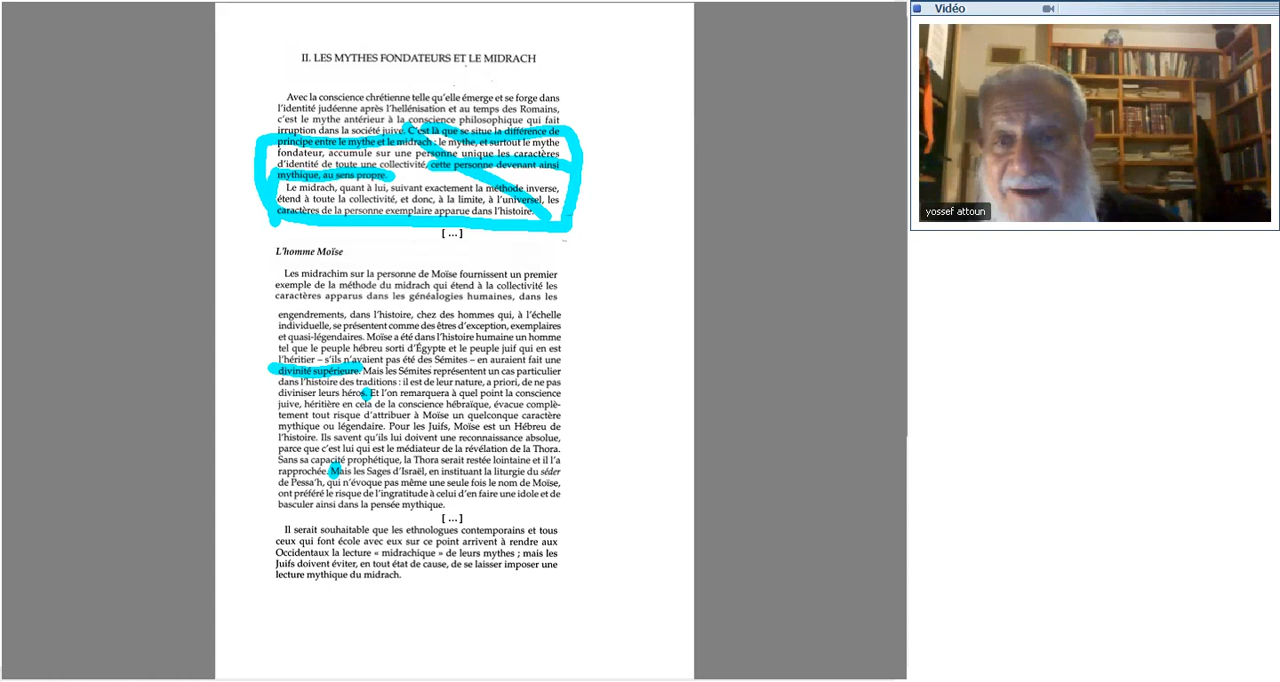 Vidéo
yossef attoun
II. LES MYTHES FONDATEURS ET LE MIDRACH
Avec la conscience chrétienne telle qu'elle émerge et se forge dans
l'identité judéenne après l'hellénisation et au temps des Romains,
c'est le mythe antérieur à la conscience philosophique qui fait
irruption dans la société juive. C'est là que se situe la différence de
principe entre le mythe et le midrach : le mythe, et surtout le mythe
fondateur, accumule sur une personne unique les caractères
d'identité de toute une collectivité, cette personne devenant ainsi
mythique, au sens propre.
Le midrach, quant à lui, suivant exactement la méthode inverse,
étend à toute la collectivité, et donc, à la limite, à l'universel, les
caractères de la personne exemplaire apparue dans l'histoire.
[ ... ]
L'homme Moïse
Les midrachim sur la personne de Moïse fournissent un premier
exemple de la méthode du midrach qui étend à la collectivité les
caractères apparus dans les généalogies humaines, dans les
engendrements, dans l'histoire, chez des hommes qui, à l'échelle
individuelle, se présentent comme des êtres d'exception, exemplaires
et quasi-légendaires. Moïse a été dans l'histoire humaine un homme
tel que le peuple hébreu sorti d'Égypte et le peuple juif qui en est
l'héritier – s'ils n'avaient pas été des Sémites – en auraient fait une
divinité supérieure. Mais les Sémites représentent un cas particulier
dans l'histoire des traditions : il est de leur nature, a priori, de ne pas
diviniser leurs héros. Et l'on remarquera à quel point la conscience
juive, héritière en cela de la conscience hébraïque, évacue complè-
tement tout risque d'attribuer à Moïse un quelconque caractère
mythique ou légendaire. Pour les Juifs, Moïse est un Hébreu de
l'histoire. Ils savent qu'ils lui doivent une reconnaissance absolue,
parce que c'est lui qui est le médiateur de la révélation de la Thora.
Sans sa capacité prophétique, la Thora serait restée lointaine et il l'a
rapprochée. Mais les Sages d'Israël, en instituant la liturgie du séder
de Pessa'h, qui n'évoque pas même une seule fois le nom de Moïse,
ont préféré le risque de l'ingratitude à celui d'en faire une idole et de
basculer ainsi dans la pensée mythique.
[ ... ]
Il serait souhaitable que les ethnologues contemporains et tous
ceux qui font école avec eux sur ce point arrivent à rendre aux
Occidentaux la lecture « midrachique » de leurs mythes ; mais les
Juifs doivent éviter, en tout état de cause, de se laisser imposer une
lecture mythique du midrach.